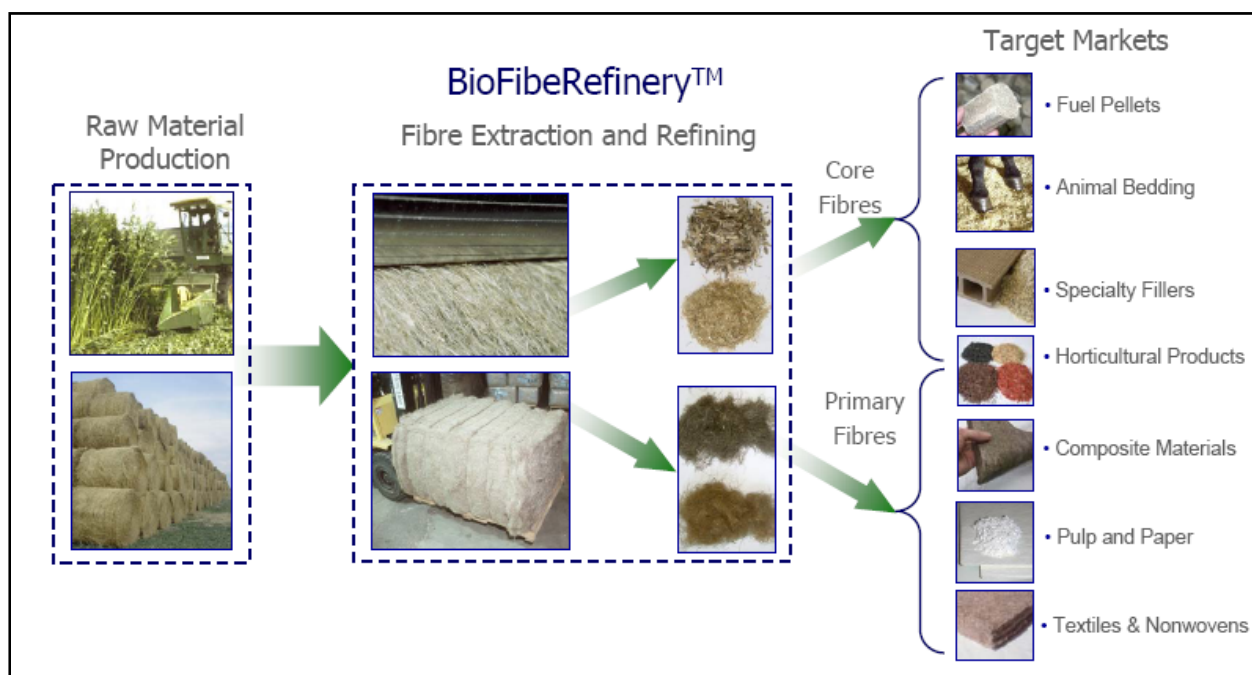 Target Markets
BioFibeRefinery™
Raw Material
Production
Fibre Extraction and Refining
Core
Fibres
Primary
Fibres
• Fuel Pellets
• Animal Bedding
• Specialty Fillers
• Horticultural Products
• Composite Materials
• Pulp and Paper
• Textiles & Nonwovens